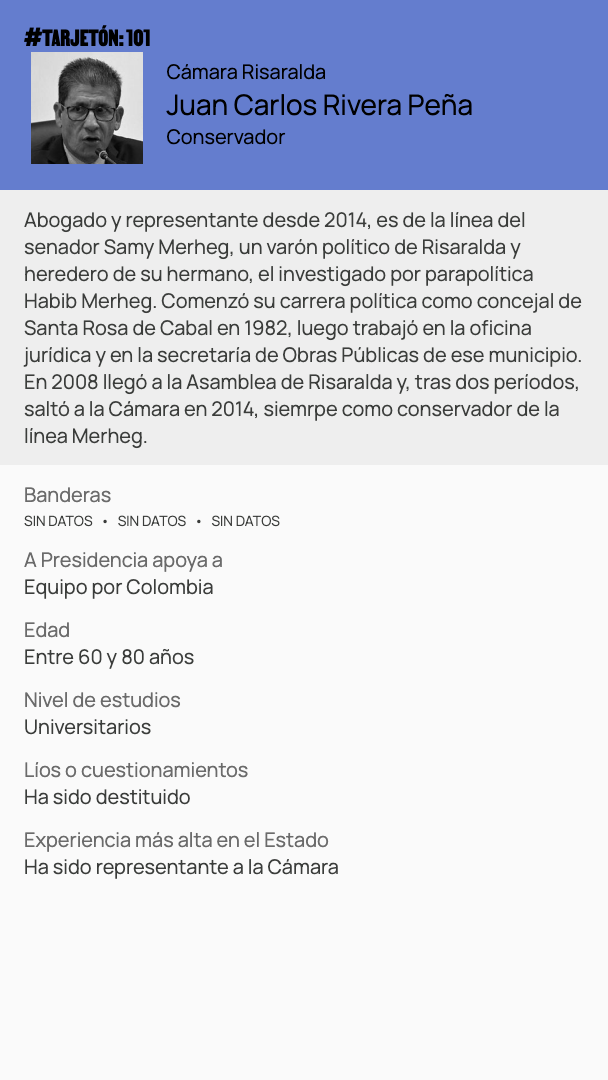 #TARJETÓN: 101
Cámara Risaralda
Juan Carlos Rivera Peña
Conservador
Abogado y representante desde 2014, es de la línea del
senador Samy Merheg, un varón político de Risaralda y
heredero de su hermano, el investigado por parapolítica
Habib Merheg. Comenzó su carrera política como concejal de
Santa Rosa de Cabal en 1982, luego trabajó en la oficina
jurídica y en la secretaría de Obras Públicas de ese municipio.
En 2008 llegó a la Asamblea de Risaralda y, tras dos períodos,
saltó a la Cámara en 2014, siemrpe como conservador de la
línea Merheg.
Banderas
SIN DATOS • SIN DATOS • SIN DATOS
A Presidencia apoya a
Equipo por Colombia
Edad
Entre 60 y 80 años
Nivel de estudios
Universitarios
Líos o cuestionamientos
Ha sido destituido
Experiencia más alta en el Estado
Ha sido representante a la Cámara